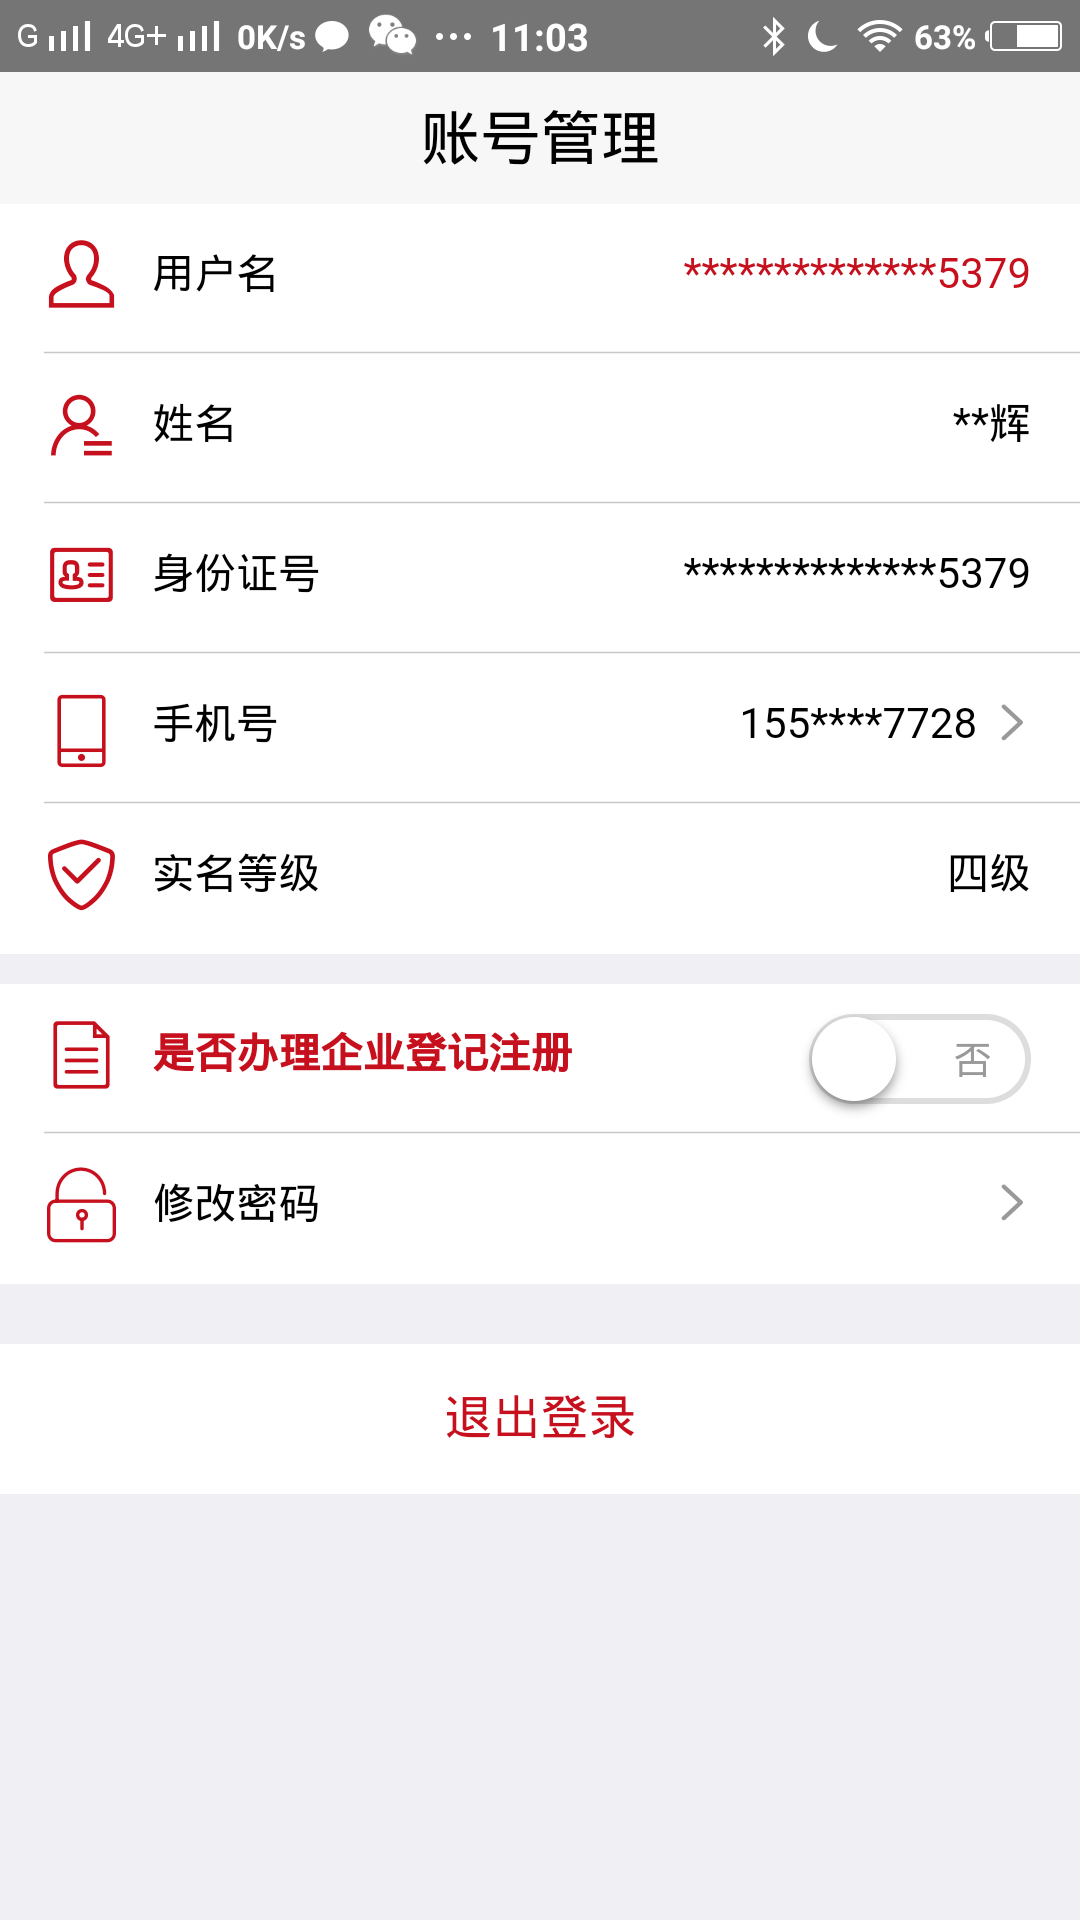 G 4G+ 0K/s ••• 11:03 63%
账号管理
用户名 **************5379
姓名 **辉
身份证号 **************5379
手机号 155****7728
实名等级 四级
是否办理企业登记注册 否
修改密码
退出登录